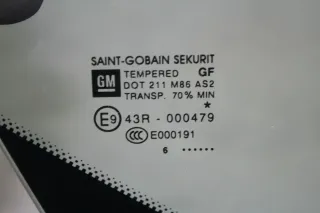 SAINT-GOBAIN SEKURIT
GM TEMPERED GF
DOT 211 M86 AS2
TRANSP. 70% MIN
*
E9 43R - 000479
CCC E000191
6 ......